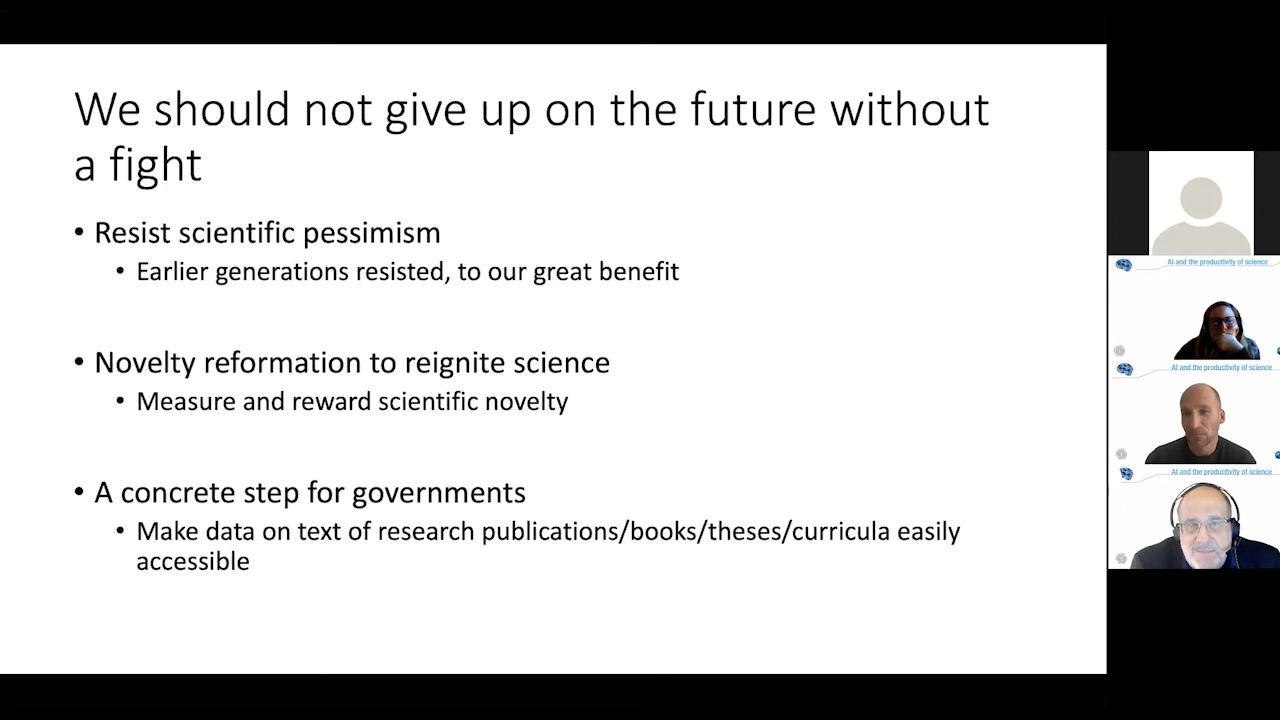 We should not give up on the future without
a fight
• Resist scientific pessimism
• Earlier generations resisted, to our great benefit
• Novelty reformation to reignite science
• Measure and reward scientific novelty
• A concrete step for governments
• Make data on text of research publications/books/theses/curricula easily
accessible
AI and the productivity of science
AI and the productivity of science
AI and the productivity of science